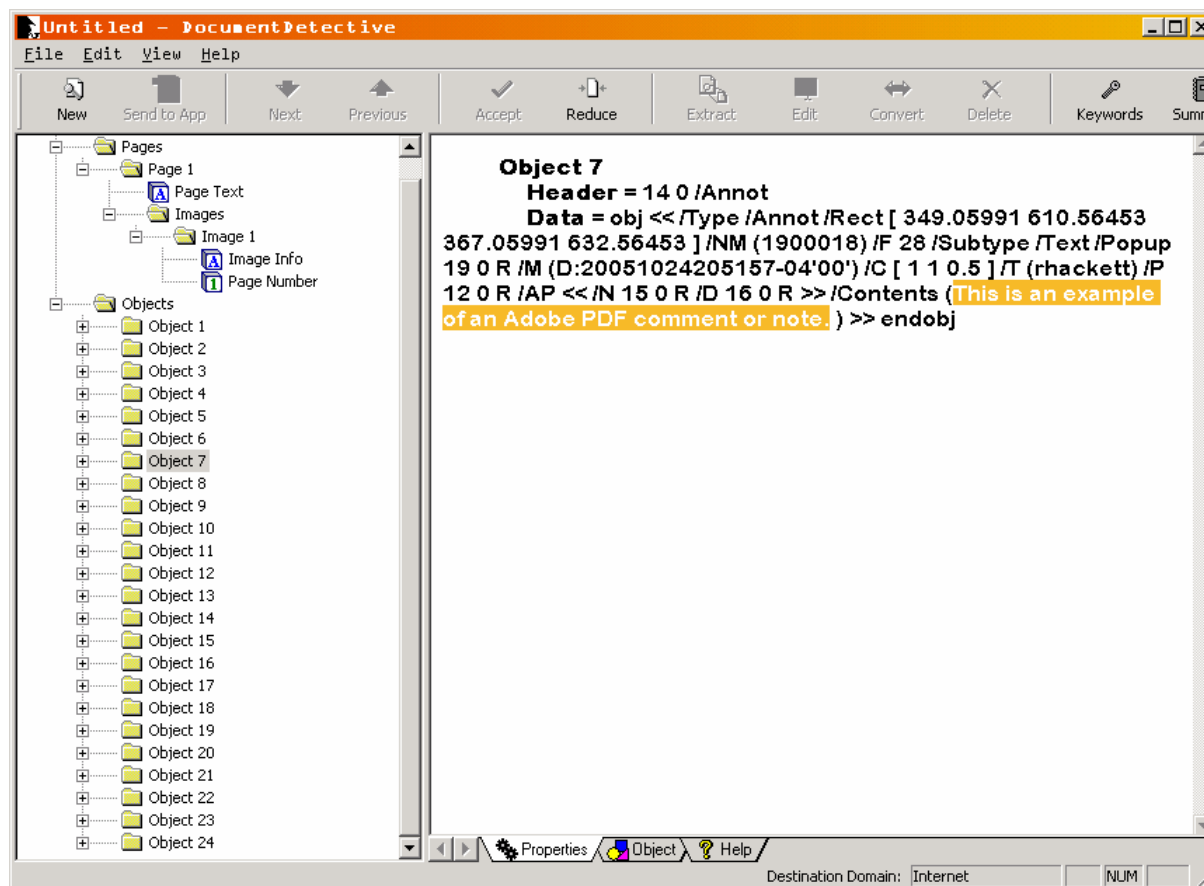 Untitled - DocumentDetective
File Edit View Help
New Send to App Next Previous Accept Reduce Extract Edit Convert Delete Keywords Summ
Pages
Page 1
Page Text
Images
Image 1
Image Info
Page Number
Objects
Object 1
Object 2
Object 3
Object 4
Object 5
Object 6
Object 7
Object 8
Object 9
Object 10
Object 11
Object 12
Object 13
Object 14
Object 15
Object 16
Object 17
Object 18
Object 19
Object 20
Object 21
Object 22
Object 23
Object 24
Object 7
Header = 14 0 /Annot
Data = obj << /Type /Annot /Rect [ 349.05991 610.56453
367.05991 632.56453 ] /NM (1900018) /F 28 /Subtype /Text /Popup
19 0 R /M (D:20051024205157-04'00') /C [ 1 1 0.5 ] /T (rhackett) /P
12 0 R /AP << /N 15 0 R /D 16 0 R >> /Contents (This is an example
of an Adobe PDF comment or note. ) >> endobj
Properties Object Help
Destination Domain: Internet NUM